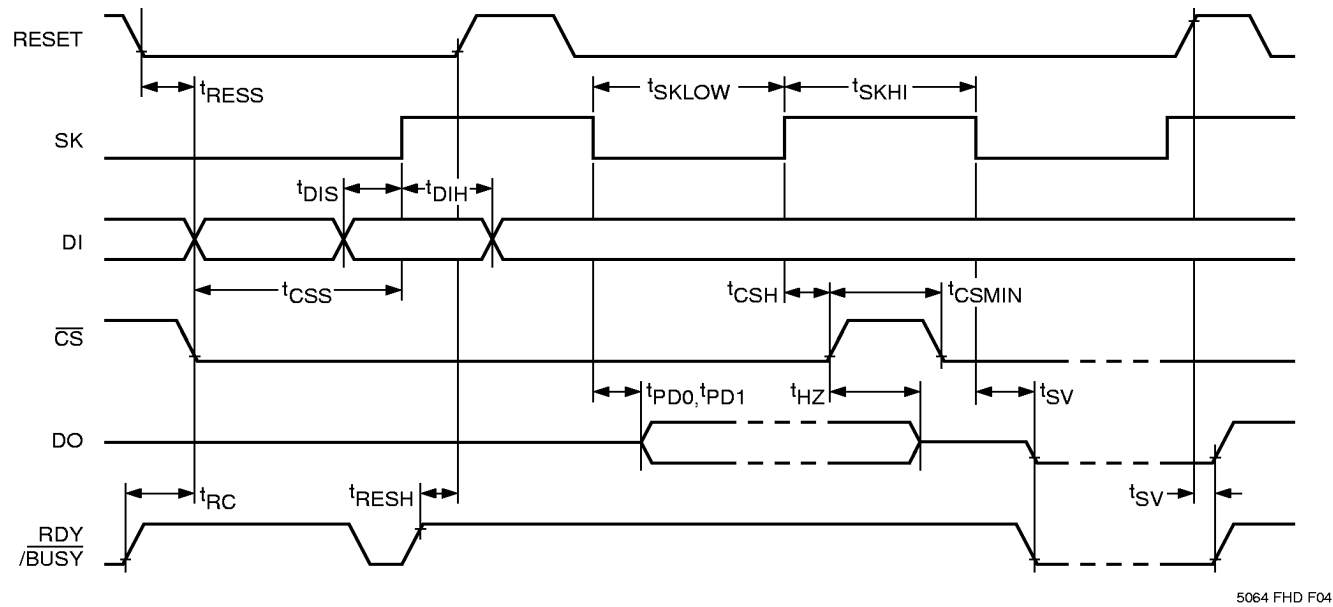 RESET
tRESS
tSKLOW
tSKHI
SK
tDIS
tDIH
DI
tCSS
tCSH
tCSMIN
CS
tPD0,tPD1
tHZ
tSV
DO
tRC
tRESH
tSV
RDY
/BUSY
5064 FHD F04